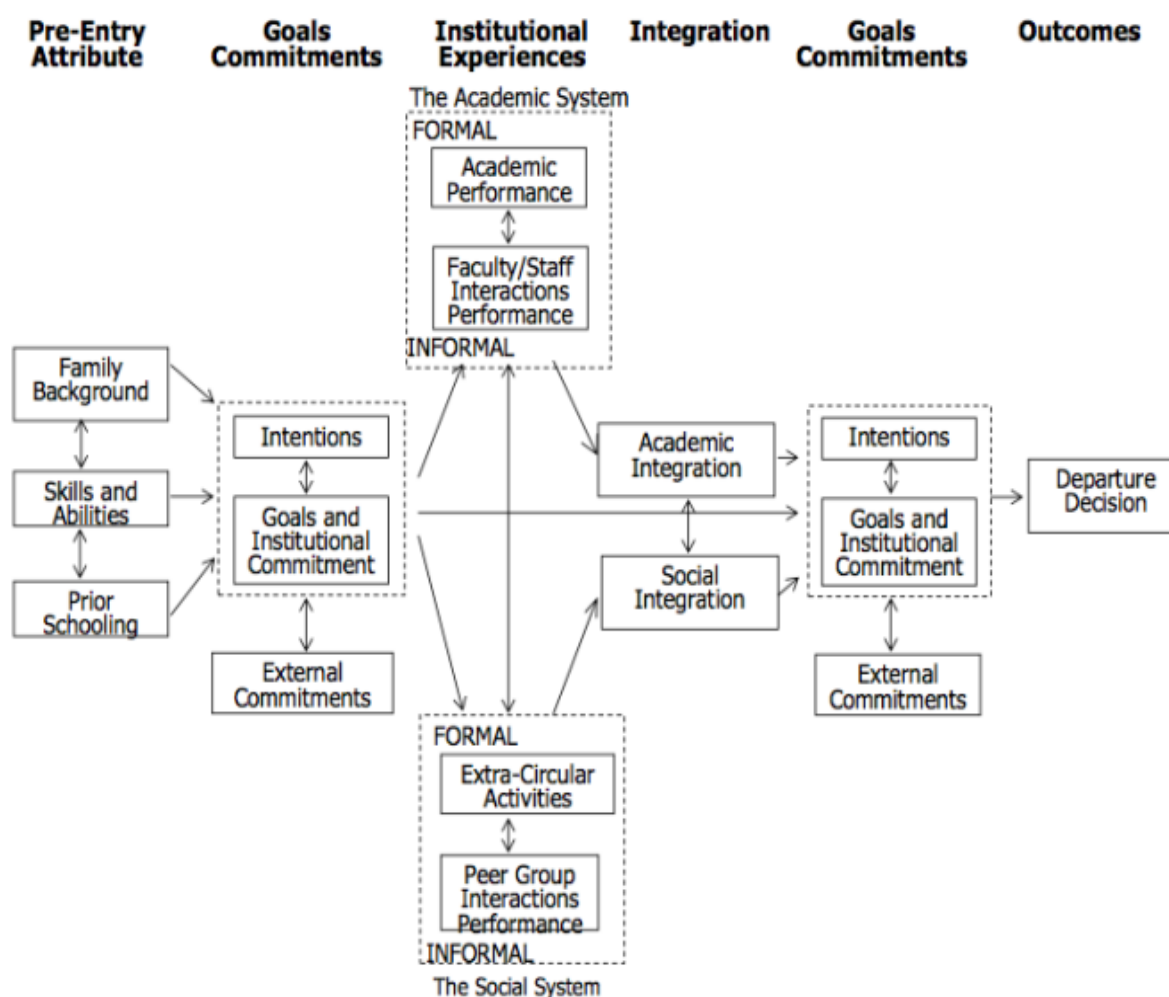 Pre-Entry
Attribute
Goals
Commitments
Institutional
Experiences
Integration
Goals
Commitments
Outcomes
The Academic System
FORMAL
Academic
Performance
Faculty/Staff
Interactions
Performance
INFORMAL
Family
Background
Skills and
Abilities
Prior
Schooling
Intentions
Goals and
Institutional
Commitment
External
Commitments
Academic
Integration
Social
Integration
Intentions
Goals and
Institutional
Commitment
External
Commitments
Departure
Decision
FORMAL
Extra-Circular
Activities
Peer Group
Interactions
Performance
INFORMAL
The Social System